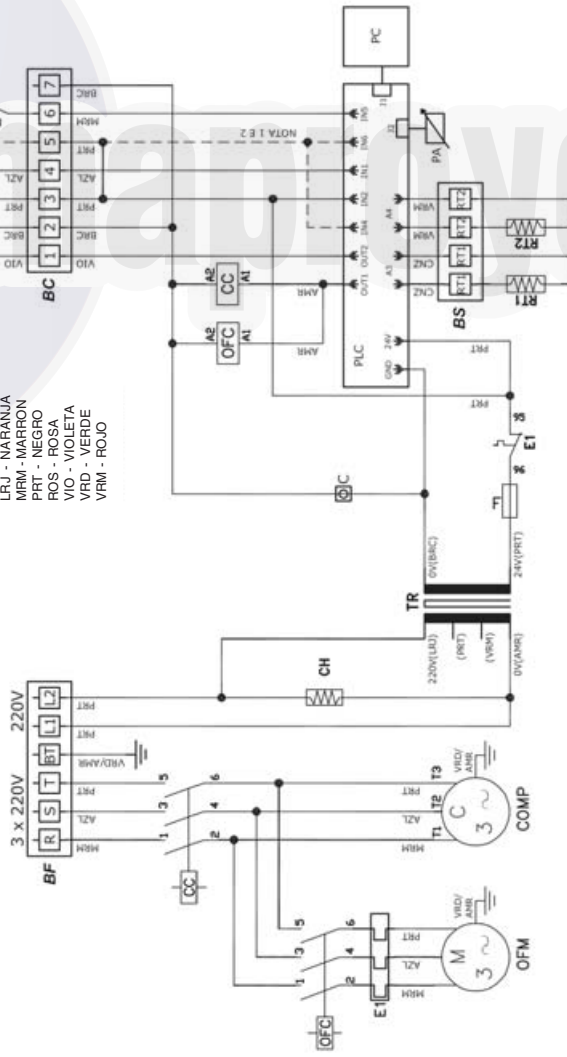 LRJ - NARANJA
MRM - MARRON
PRT - NEGRO
ROS - ROSA
VIO - VIOLETA
VRD - VERDE
VRM - ROJO
3 x 220V
220V
BF
R
S
T
BT
L1
L2
MRM
AZL
PRT
VRD/AMR
PRT
PRT
CC
1
2
3
4
5
6
T1
T2
T3
MRM
AZL
PRT
VRD/
AMR
C
3 ~
COMP
OFC
1
2
3
4
5
6
E1
MRM
AZL
PRT
VRD/
AMR
M
3 ~
OFM
CH
TR
220V(LRJ)
(PRT)
(VRM)
0V(AMR)
0V(BRC)
24V(PRT)
C
F
96
95
E1
PRT
PRT
BC
1
2
3
4
5
6
7
VIO
BRC
PRT
AZL
VIO
BRC
PRT
AZL
PRT
MRM
BRC
NOTA 1 E 2
A2
OFC
A1
A2
CC
A1
AMR
AMR
PLC
GND
24V
OUT1
OUT2
IN4
IN2
IN1
IN6
IN5
A3
A4
J2
J1
PC
PA
CNZ
CNZ
VRM
VRM
BS
RT1
RT1
RT2
RT2
RT1
RT2
maproye